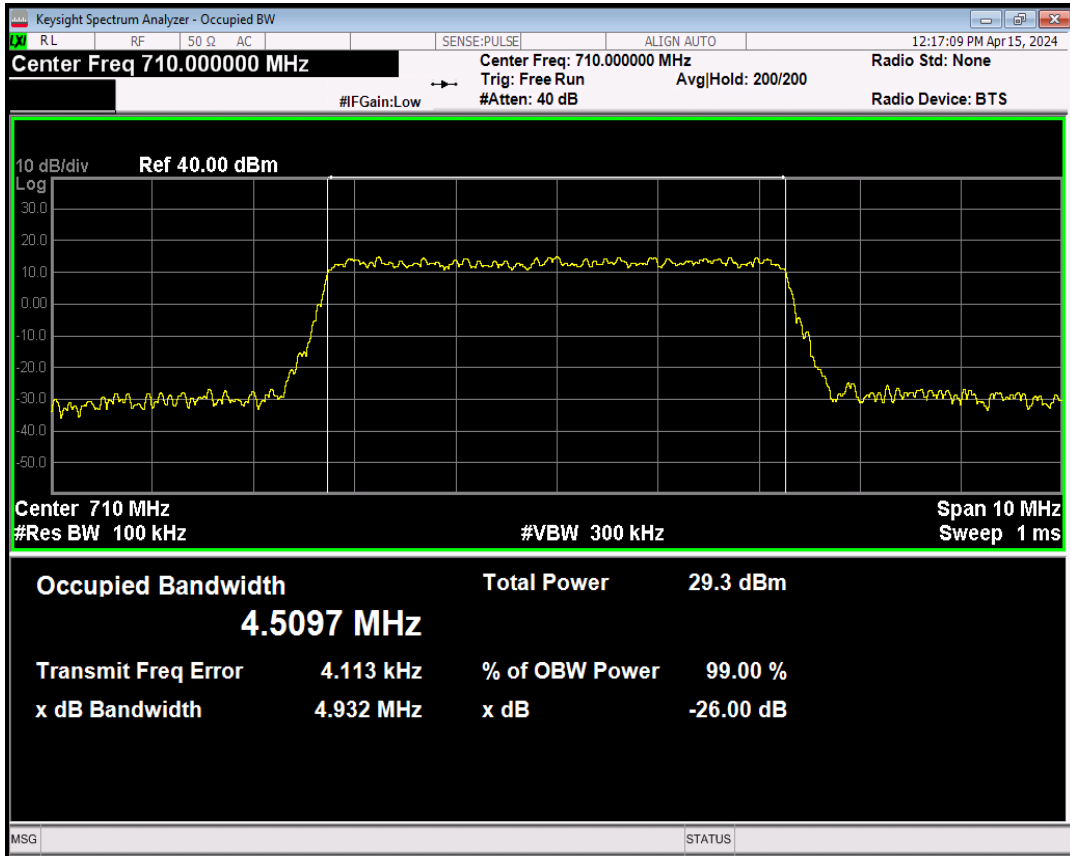 Keysight Spectrum Analyzer - Occupied BW
LXI RL RF 50 Ω AC SENSE:PULSE ALIGN AUTO 12:17:09 PM Apr 15, 2024
Center Freq 710.000000 MHz Center Freq: 710.000000 MHz Radio Std: None
Trig: Free Run Avg|Hold: 200/200
#IFGain:Low #Atten: 40 dB Radio Device: BTS
10 dB/div Ref 40.00 dBm
Log
30.0
20.0
10.0
0.00
-10.0
-20.0
-30.0
-40.0
-50.0
Center 710 MHz Span 10 MHz
#Res BW 100 kHz #VBW 300 kHz Sweep 1 ms
Occupied Bandwidth Total Power 29.3 dBm
4.5097 MHz
Transmit Freq Error 4.113 kHz % of OBW Power 99.00 %
x dB Bandwidth 4.932 MHz x dB -26.00 dB
MSG STATUS